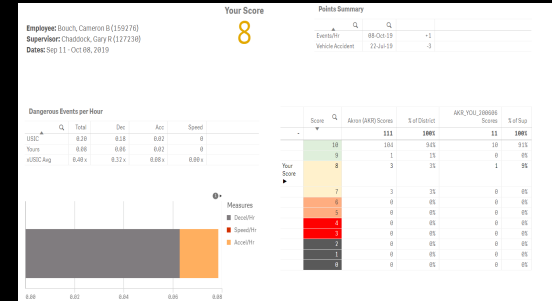 Your Score
8
Employee: Bouch, Cameron B (159276)
Supervisor: Chaddock, Gary R (127230)
Dates: Sep 11 - Oct 08, 2019
Points Summary
Events/Hr 08-Oct-19 +1
Vehicle Accident 22-Jul-19 -3
Dangerous Events per Hour
Total Dec Acc Speed
USIC 0.20 0.18 0.02 0
Yours 0.08 0.06 0.02 0
xUSIC Avg 0.40x 0.32x 0.88x 0.00x
Score Akron (AKR) Scores % of District AKR_YOU_200606 Scores % of Sup
- 111 100% 11 100%
10 104 94% 10 91%
9 1 1% 0 0%
Your Score 8 3 3% 1 9%
7 3 3% 0 0%
6 0 0% 0 0%
5 0 0% 0 0%
4 0 0% 0 0%
3 0 0% 0 0%
2 0 0% 0 0%
1 0 0% 0 0%
0 0 0% 0 0%
Measures
Decel/Hr
Speed/Hr
Accel/Hr
0.00 0.02 0.04 0.06 0.08